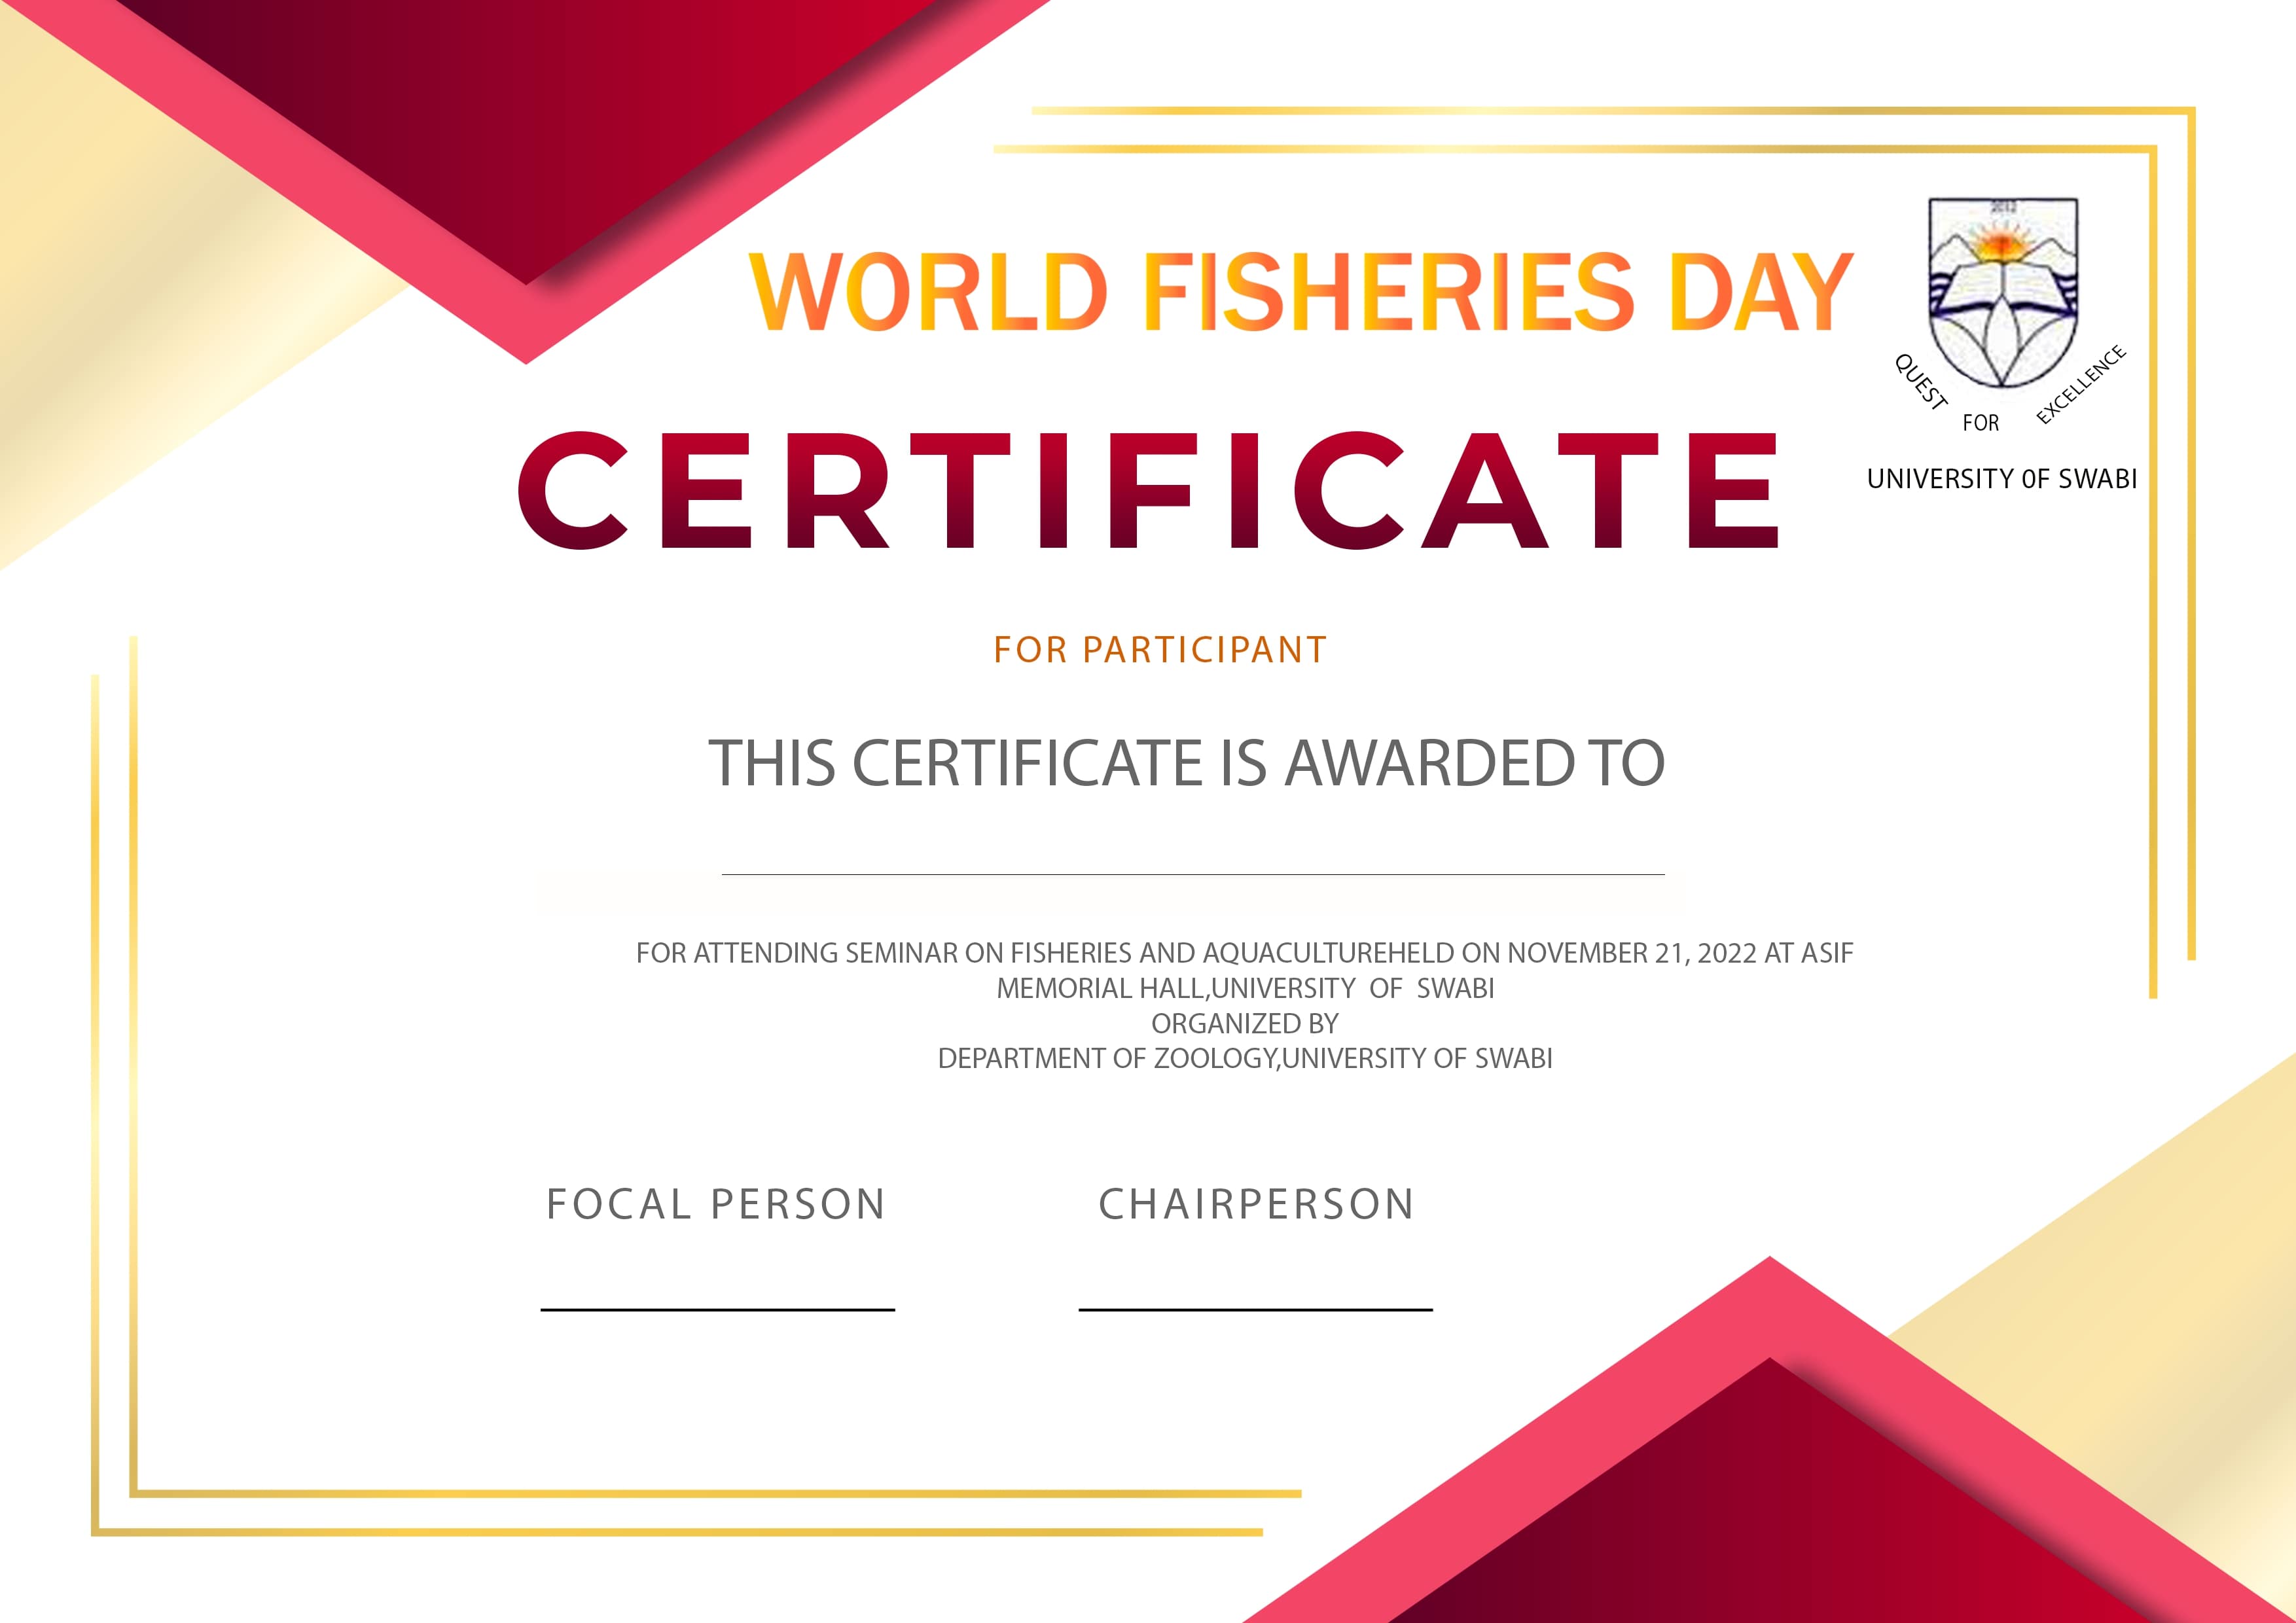 2012
WORLD FISHERIES DAY
QUEST
FOR
EXCELLENCE
UNIVERSITY 0F SWABI
CERTIFICATE
FOR PARTICIPANT
THIS CERTIFICATE IS AWARDED TO
FOR ATTENDING SEMINAR ON FISHERIES AND AQUACULTUREHELD ON NOVEMBER 21, 2022 AT ASIF
MEMORIAL HALL,UNIVERSITY OF SWABI
ORGANIZED BY
DEPARTMENT OF ZOOLOGY,UNIVERSITY OF SWABI
FOCAL PERSON
CHAIRPERSON